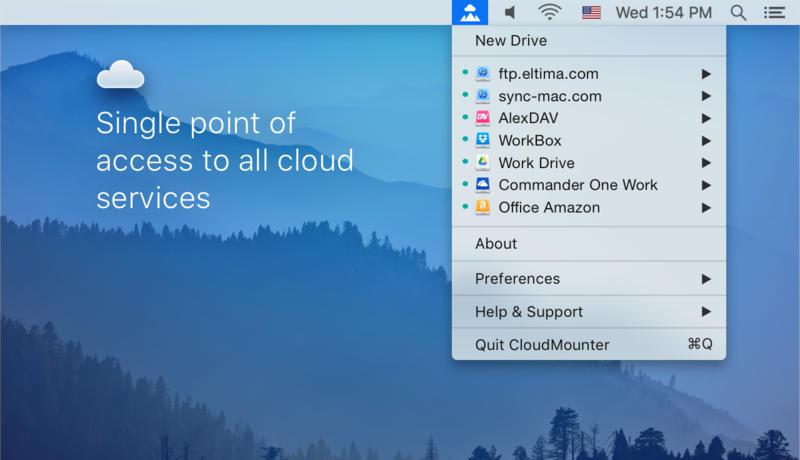 Wed 1:54 PM
New Drive
Single point of
access to all cloud
services
ftp.eltima.com
sync-mac.com
DAV
AlexDAV
WorkBox
Work Drive
Commander One Work
a
Office Amazon
About
Preferences
Help & Support
Quit CloudMounter ⌘Q